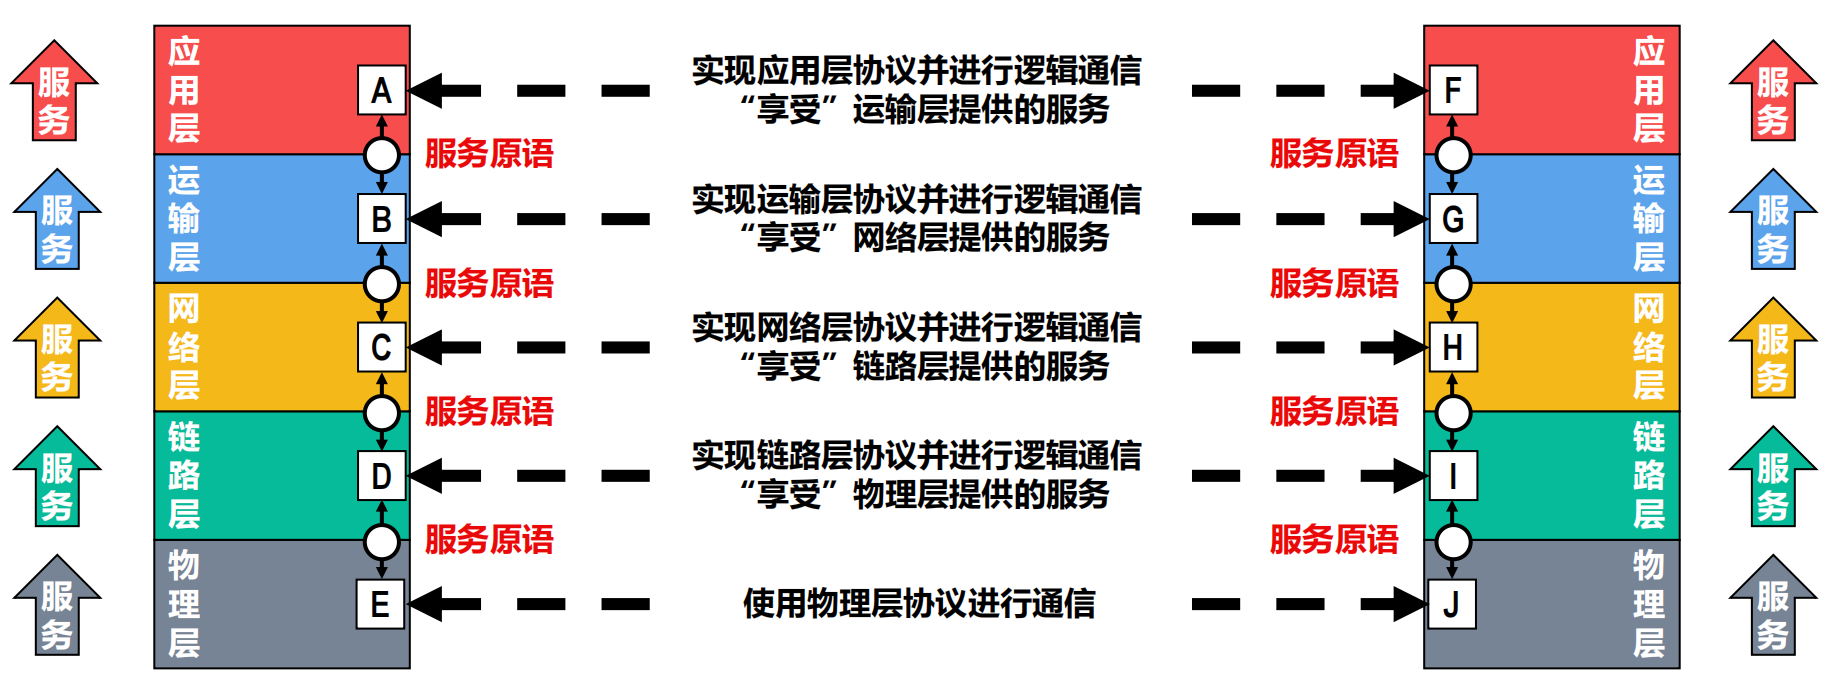 服务
应用层
A
实现应用层协议并进行逻辑通信
“享受”运输层提供的服务
F
应用层
服务
服务原语
服务原语
服务
运输层
B
实现运输层协议并进行逻辑通信
“享受”网络层提供的服务
G
运输层
服务
服务原语
服务原语
服务
网络层
C
实现网络层协议并进行逻辑通信
“享受”链路层提供的服务
H
网络层
服务
服务原语
服务原语
服务
链路层
D
实现链路层协议并进行逻辑通信
“享受”物理层提供的服务
I
链路层
服务
服务原语
服务原语
服务
物理层
E
使用物理层协议进行通信
J
物理层
服务